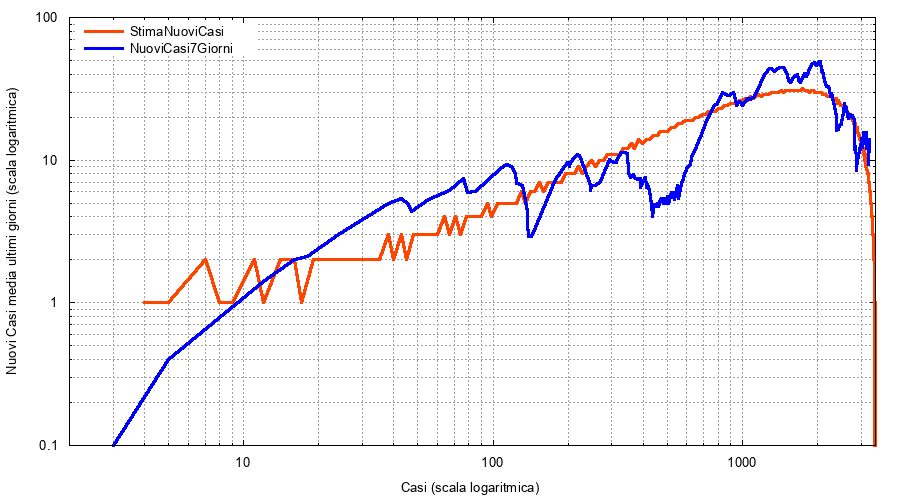 100
StimaNuoviCasi
NuoviCasi7Giorni
10
1
0.1
10
100
1000
Nuovi Casi media ultimi giorni (scala logaritmica)
Casi (scala logaritmica)